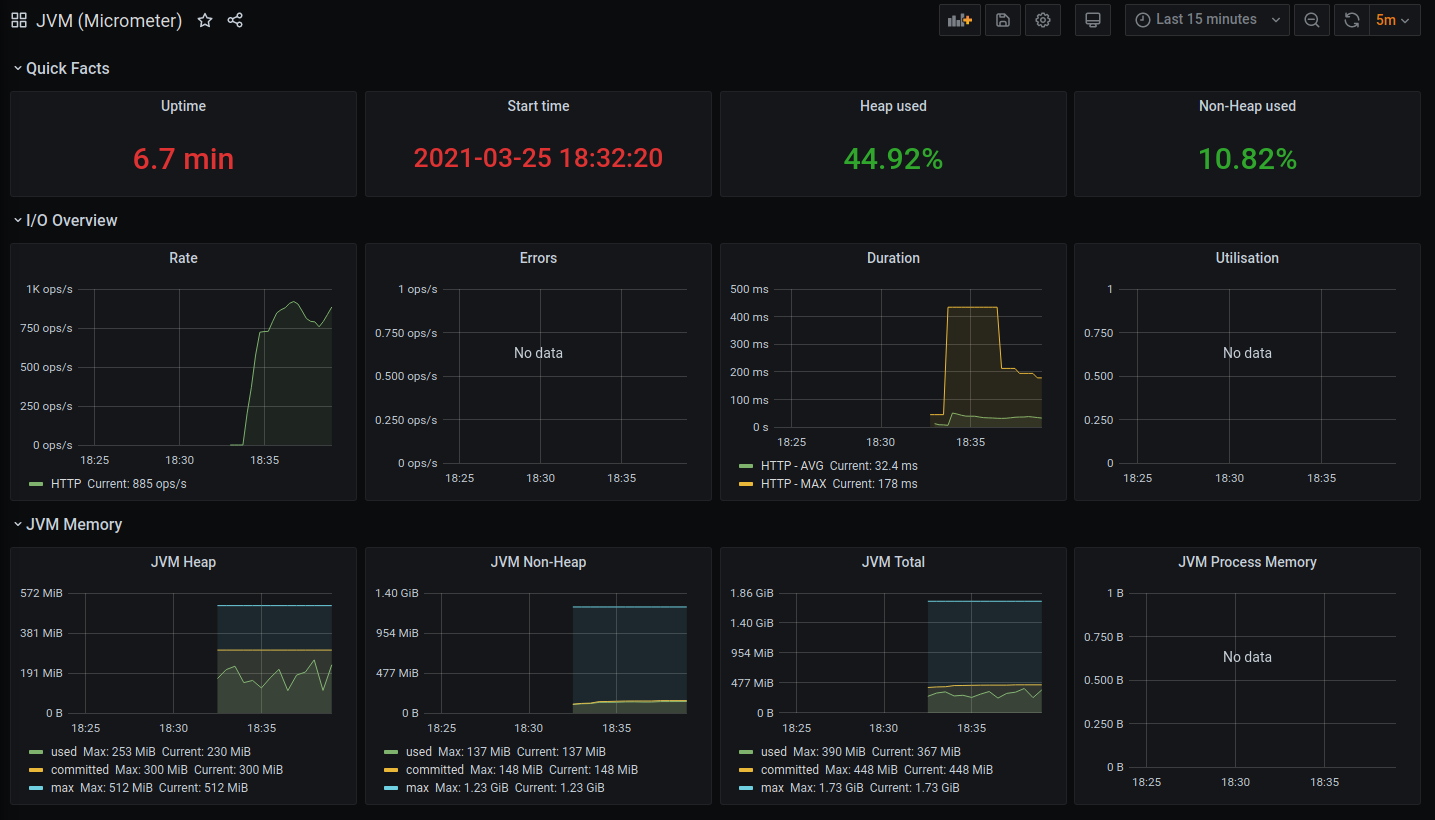 JVM (Micrometer)
Last 15 minutes
5m
Quick Facts
Uptime
6.7 min
Start time
2021-03-25 18:32:20
Heap used
44.92%
Non-Heap used
10.82%
I/O Overview
Rate
1K ops/s
750 ops/s
500 ops/s
250 ops/s
0 ops/s
18:25 18:30 18:35
HTTP Current: 885 ops/s
Errors
1 ops/s
0.750 ops/s
No data
0.500 ops/s
0.250 ops/s
0 ops/s
18:25 18:30 18:35
Duration
500 ms
400 ms
300 ms
200 ms
100 ms
0 s
18:25 18:30 18:35
HTTP - AVG Current: 32.4 ms
HTTP - MAX Current: 178 ms
Utilisation
1
0.750
No data
0.500
0.250
0
18:25 18:30 18:35
JVM Memory
JVM Heap
572 MiB
381 MiB
191 MiB
0 B
18:25 18:30 18:35
used Max: 253 MiB Current: 230 MiB
committed Max: 300 MiB Current: 300 MiB
max Max: 512 MiB Current: 512 MiB
JVM Non-Heap
1.40 GiB
954 MiB
477 MiB
0 B
18:25 18:30 18:35
used Max: 137 MiB Current: 137 MiB
committed Max: 148 MiB Current: 148 MiB
max Max: 1.23 GiB Current: 1.23 GiB
JVM Total
1.86 GiB
1.40 GiB
954 MiB
477 MiB
0 B
18:25 18:30 18:35
used Max: 390 MiB Current: 367 MiB
committed Max: 448 MiB Current: 448 MiB
max Max: 1.73 GiB Current: 1.73 GiB
JVM Process Memory
1 B
0.750 B
No data
0.500 B
0.250 B
0 B
18:25 18:30 18:35